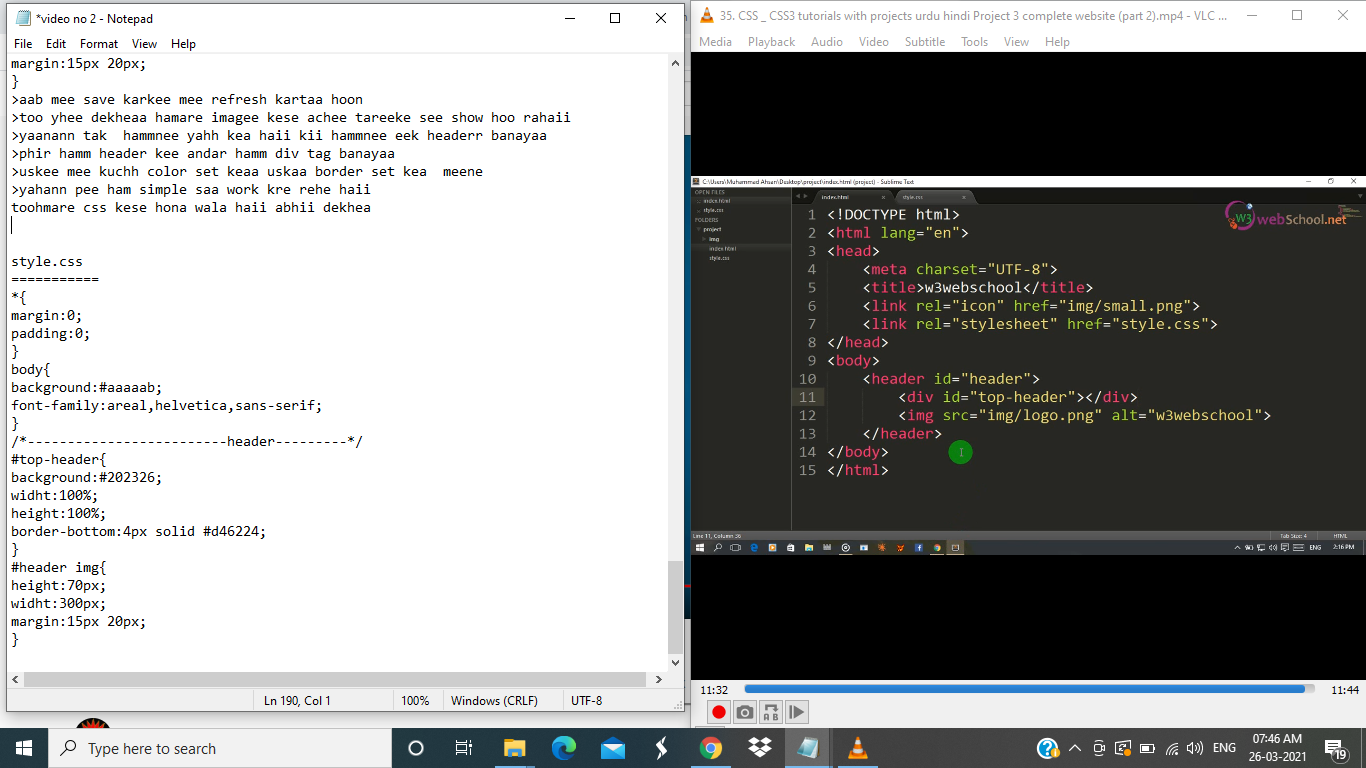 *video no 2 - Notepad
File Edit Format View Help
margin:15px 20px;
}
>aab mee save karkee mee refresh kartaa hoon
>too yhee dekheaa hamare imagee kese achee tareeke see show hoo rahaii
>yaanann tak  hammnee yahh kea haii kii hammnee eek headerr banayaa
>phir hamm header kee andar hamm div tag banayaa
>uskee mee kuchh color set keaa uskaa border set kea  meene
>yahann pee ham simple saa work kre rehe haii
toohmare css kese hona wala haii abhii dekhea
style.css
===========
*{
margin:0;
padding:0;
}
body{
background:#aaaaab;
font-family:areal,helvetica,sans-serif;
}
/*-------------------------header---------*/
#top-header{
background:#202326;
widht:100%;
height:100%;
border-bottom:4px solid #d46224;
}
#header img{
height:70px;
widht:300px;
margin:15px 20px;
}
Ln 190, Col 1 100% Windows (CRLF) UTF-8
35. CSS _ CSS3 tutorials with projects urdu hindi Project 3 complete website (part 2).mp4 - VLC ...
Media Playback Audio Video Subtitle Tools View Help
C:\Users\Muhammad Ahsan\Desktop\project\index.html (project) - Sublime Text
OPEN FILES
index.html
style.css
FOLDERS
project
img
index.html
style.css
index.html style.css
W3 webSchool.net
1 <!DOCTYPE html>
2 <html lang="en">
3 <head>
4     <meta charset="UTF-8">
5     <title>w3webschool</title>
6     <link rel="icon" href="img/small.png">
7     <link rel="stylesheet" href="style.css">
8 </head>
9 <body>
10     <header id="header">
11         <div id="top-header"></div>
12         <img src="img/logo.png" alt="w3webschool">
13     </header>
14 </body>
15 </html>
Line 11, Column 36 Tab Size: 4 HTML
ENG 2:16 PM
11:32 11:44
Type here to search
ENG 07:46 AM
26-03-2021
19